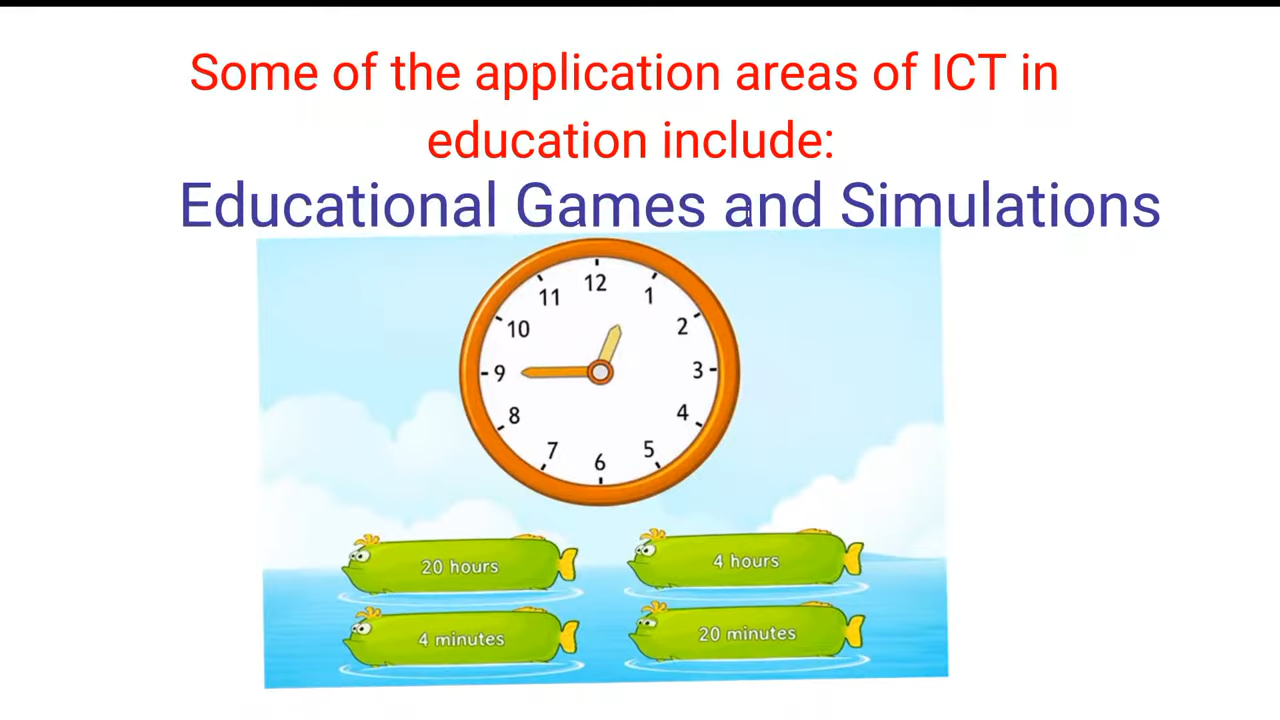 Some of the application areas of ICT in
education include:
Educational Games and Simulations
12
11
1
10
2
9
3
8
4
7
5
6
20 hours
4 hours
4 minutes
20 minutes